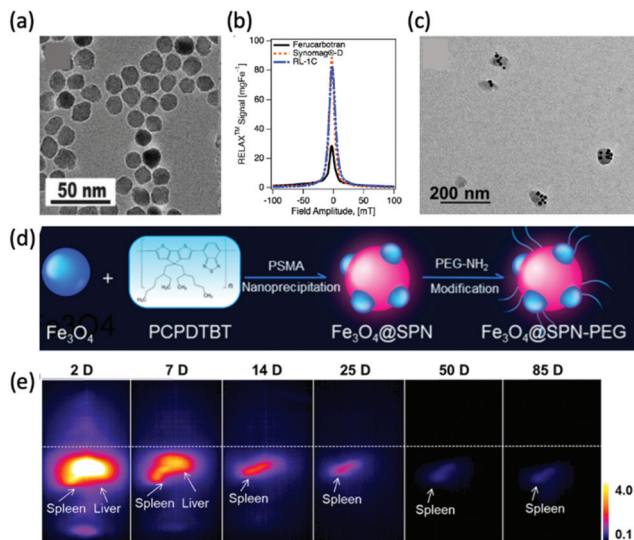 (a)
50 nm
(b)
RELAX™ Signal [mgFe⁻¹]
100
80
60
40
20
0
Ferucarbotran
Synomag®-D
RL-1C
-100 -50 0 50 100
Field Amplitude, [mT]
(c)
200 nm
(d)
Fe₃O₄
+
PCPDTBT
PSMA
Nanoprecipitation
Fe₃O₄@SPN
PEG-NH₂
Modification
Fe₃O₄@SPN-PEG
(e)
2 D 7 D 14 D 25 D 50 D 85 D
Spleen Liver
Spleen Liver
Spleen
Spleen
Spleen
Spleen
4.0
0.1